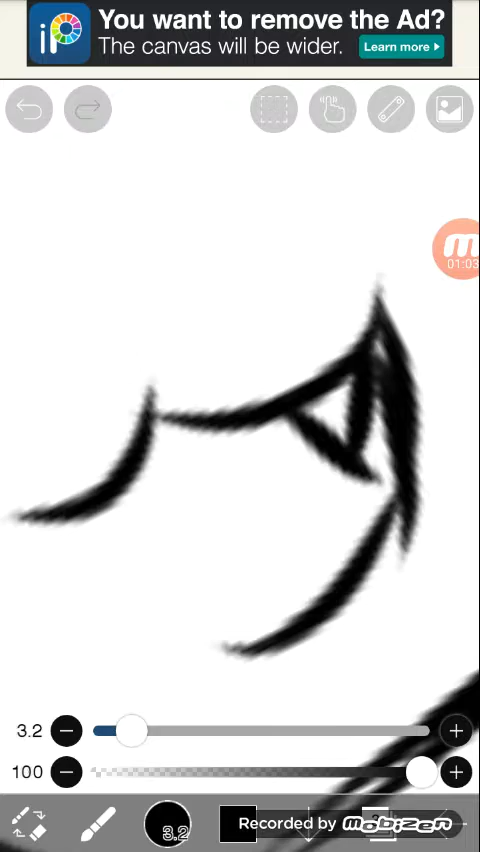 iP
You want to remove the Ad?
The canvas will be wider.
Learn more
01:03
3.2
100
3.2
Recorded by mobizen